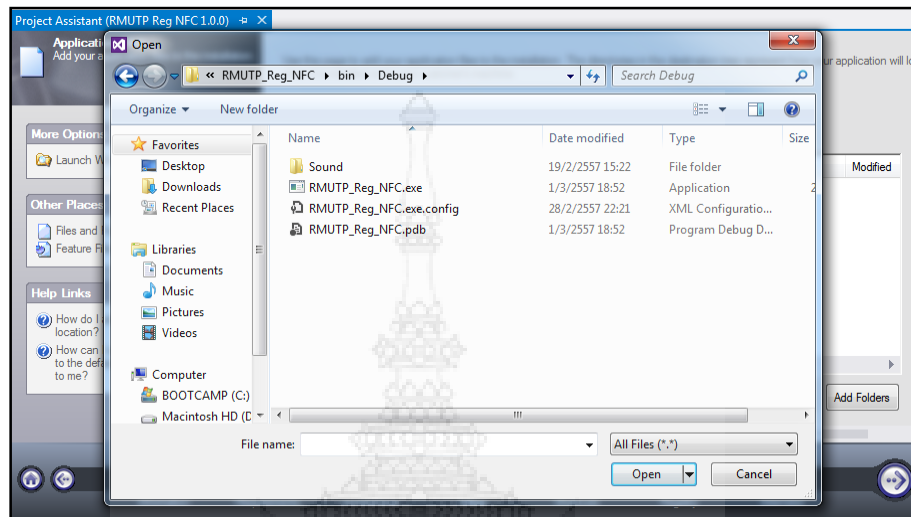 Project Assistant (RMUTP Reg NFC 1.0.0)
Applicati
Add your a
ur application will lo
Open
« RMUTP_Reg_NFC ▸ bin ▸ Debug ▸
Search Debug
Organize
New folder
More Option
Launch W
Other Places
Files and
Feature Fi
Help Links
How do I
location?
How can
to the defa
to me?
Favorites
Desktop
Downloads
Recent Places
Libraries
Documents
Music
Pictures
Videos
Computer
BOOTCAMP (C:)
Macintosh HD (D
Name Date modified Type Size
Sound 19/2/2557 15:22 File folder
RMUTP_Reg_NFC.exe 1/3/2557 18:52 Application 2
RMUTP_Reg_NFC.exe.config 28/2/2557 22:21 XML Configuratio...
RMUTP_Reg_NFC.pdb 1/3/2557 18:52 Program Debug D...
Modified
Add Folders
File name:
All Files (*.*)
Open
Cancel